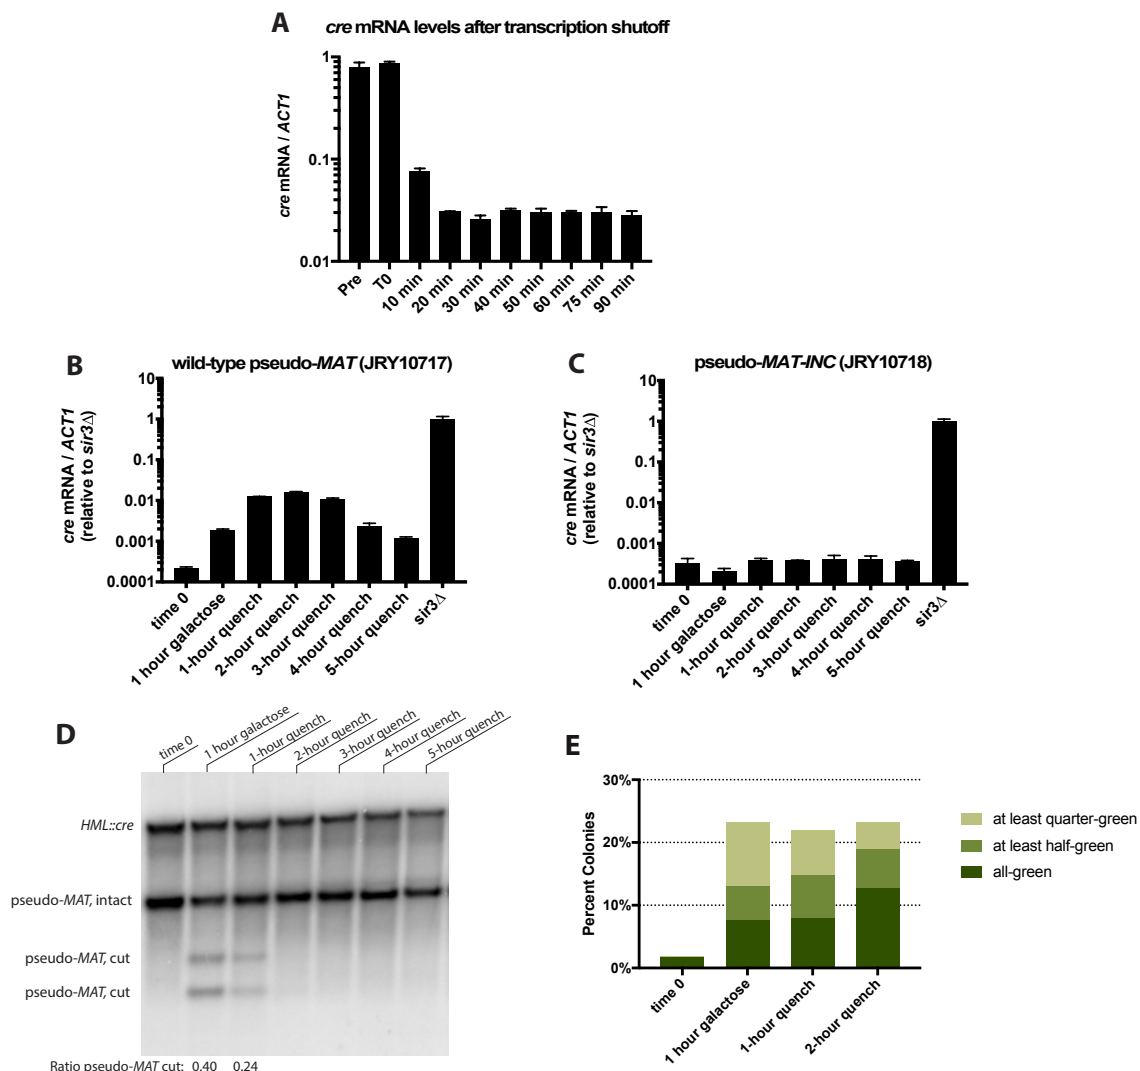 A
cre mRNA levels after transcription shutoff
cre mRNA / ACT1
1
0.1
0.01
Pre
T0
10 min
20 min
30 min
40 min
50 min
60 min
75 min
90 min
B
wild-type pseudo-MAT (JRY10717)
cre mRNA / ACT1
(relative to sir3Δ)
10
1
0.1
0.01
0.001
0.0001
time 0
1 hour galactose
1-hour quench
2-hour quench
3-hour quench
4-hour quench
5-hour quench
sir3Δ
C
pseudo-MAT-INC (JRY10718)
cre mRNA / ACT1
(relative to sir3Δ)
10
1
0.1
0.01
0.001
0.0001
time 0
1 hour galactose
1-hour quench
2-hour quench
3-hour quench
4-hour quench
5-hour quench
sir3Δ
D
time 0
1 hour galactose
1-hour quench
2-hour quench
3-hour quench
4-hour quench
5-hour quench
HML::cre
pseudo-MAT, intact
pseudo-MAT, cut
pseudo-MAT, cut
Ratio pseudo-MAT cut: 0.40 0.24
E
Percent Colonies
30%
20%
10%
0%
time 0
1 hour galactose
1-hour quench
2-hour quench
at least quarter-green
at least half-green
all-green